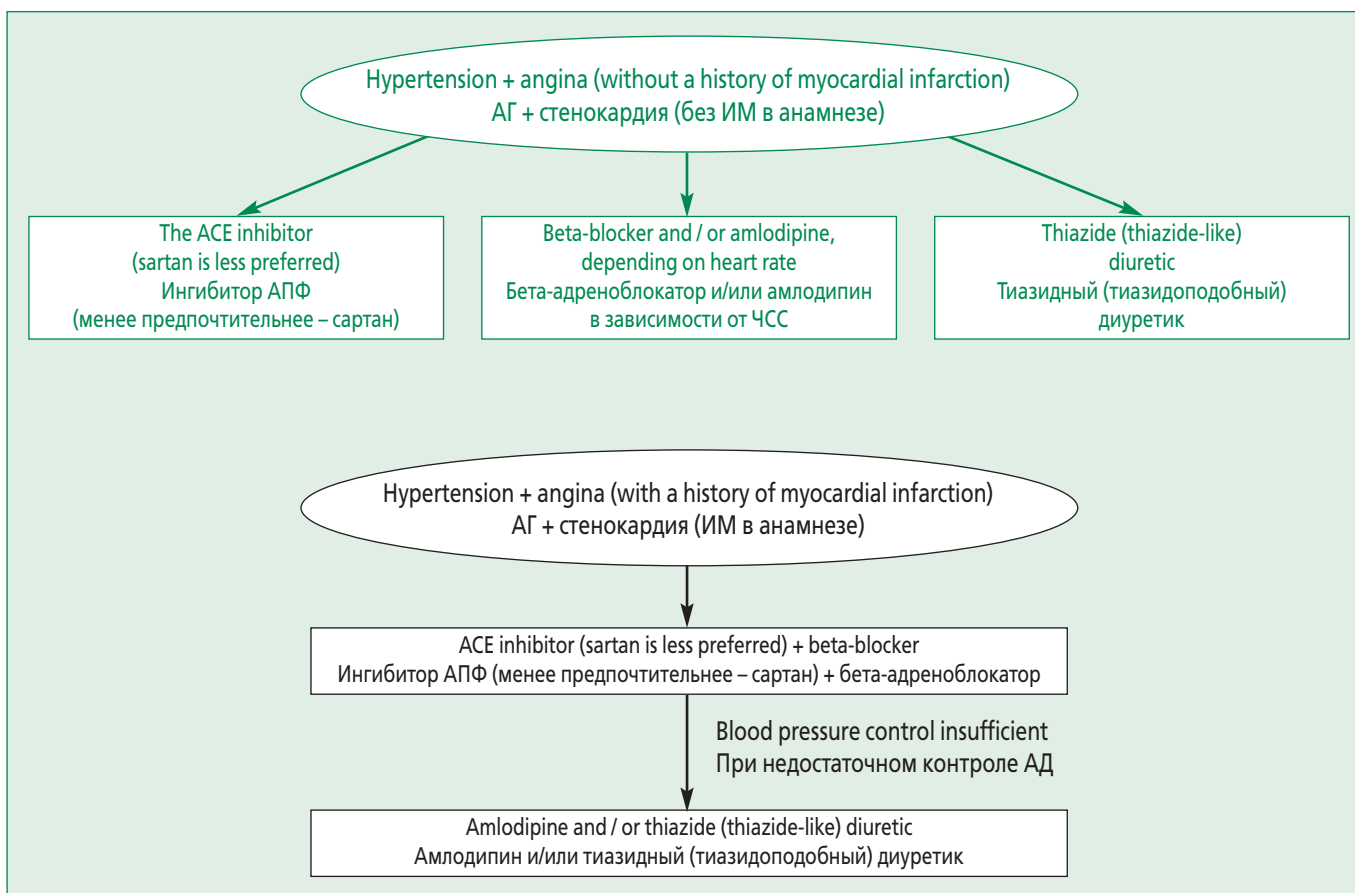 Hypertension + angina (without a history of myocardial infarction)
АГ + стенокардия (без ИМ в анамнезе)
The ACE inhibitor
(sartan is less preferred)
Ингибитор АПФ
(менее предпочтительнее – сартан)
Beta-blocker and / or amlodipine,
depending on heart rate
Бета-адреноблокатор и/или амлодипин
в зависимости от ЧСС
Thiazide (thiazide-like)
diuretic
Тиазидный (тиазидоподобный)
диуретик
Hypertension + angina (with a history of myocardial infarction)
АГ + стенокардия (ИМ в анамнезе)
ACE inhibitor (sartan is less preferred) + beta-blocker
Ингибитор АПФ (менее предпочтительнее – сартан) + бета-адреноблокатор
Blood pressure control insufficient
При недостаточном контроле АД
Amlodipine and / or thiazide (thiazide-like) diuretic
Амлодипин и/или тиазидный (тиазидоподобный) диуретик